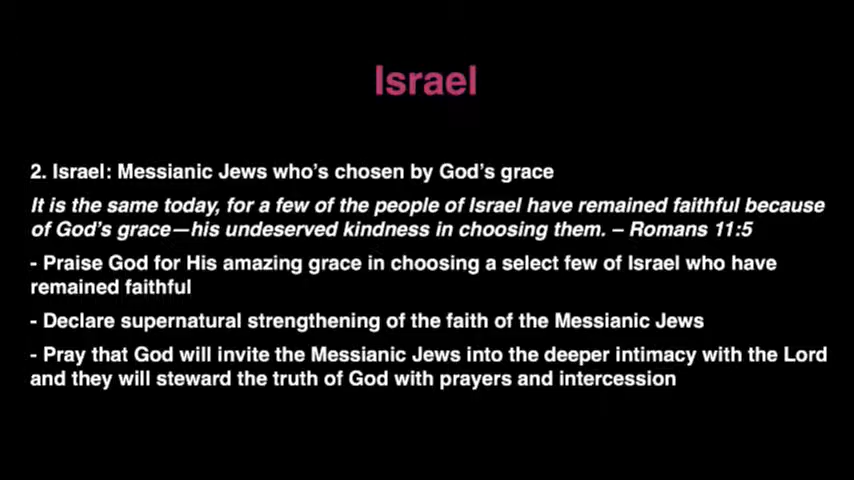 Israel
2. Israel: Messianic Jews who's chosen by God's grace
It is the same today, for a few of the people of Israel have remained faithful because
of God's grace—his undeserved kindness in choosing them. – Romans 11:5
- Praise God for His amazing grace in choosing a select few of Israel who have
remained faithful
- Declare supernatural strengthening of the faith of the Messianic Jews
- Pray that God will invite the Messianic Jews into the deeper intimacy with the Lord
and they will steward the truth of God with prayers and intercession